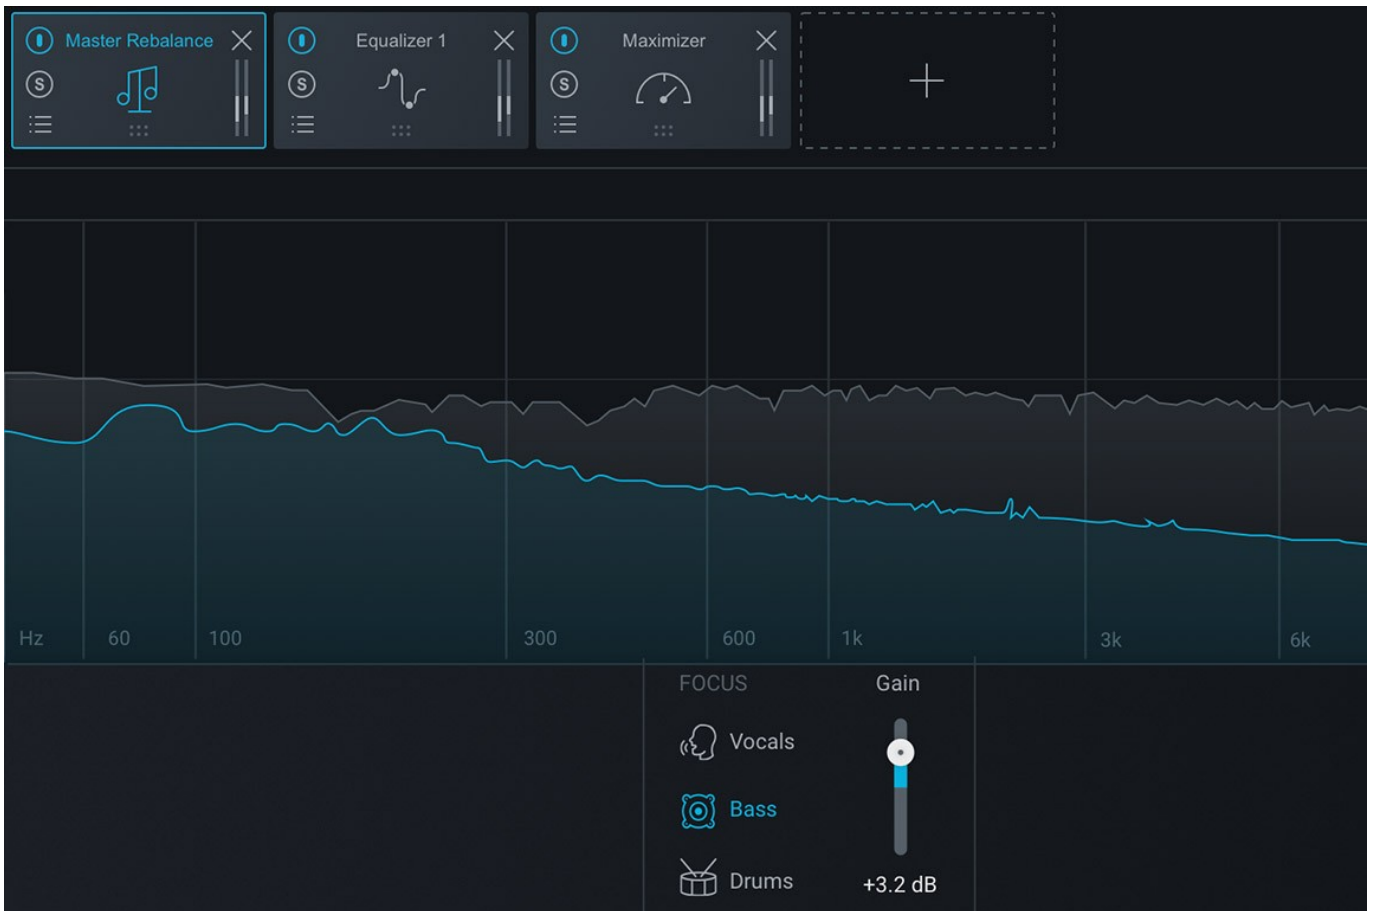 Master Rebalance
Equalizer 1
Maximizer
S
S
S
Hz 60 100 300 600 1k 3k 6k
FOCUS Gain
Vocals
Bass
Drums
+3.2 dB